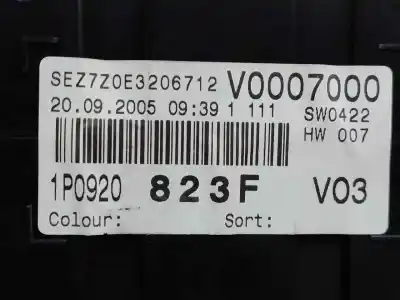 SEZ7Z0E3206712 V0007000
20.09.2005 09:39 1 111 SW0422
HW 007
1P0920 823F V03
Colour: Sort: